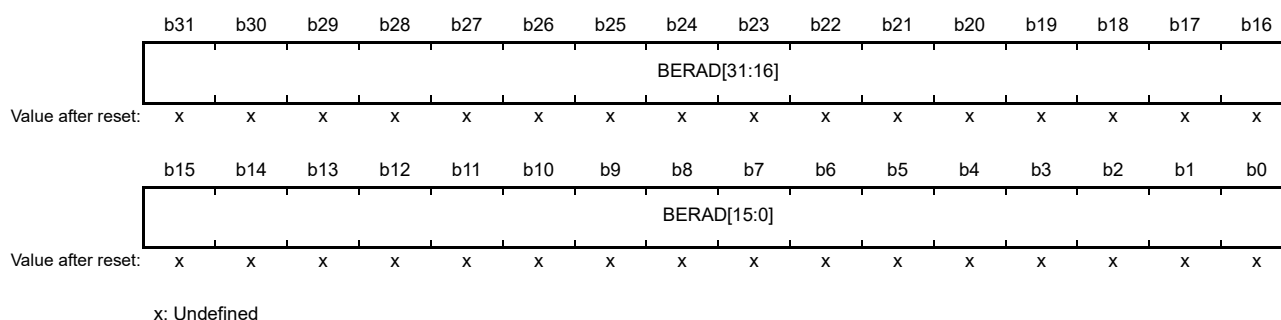 b31 b30 b29 b28 b27 b26 b25 b24 b23 b22 b21 b20 b19 b18 b17 b16
BERAD[31:16]
Value after reset: x x x x x x x x x x x x x x x x
b15 b14 b13 b12 b11 b10 b9 b8 b7 b6 b5 b4 b3 b2 b1 b0
BERAD[15:0]
Value after reset: x x x x x x x x x x x x x x x x
x: Undefined